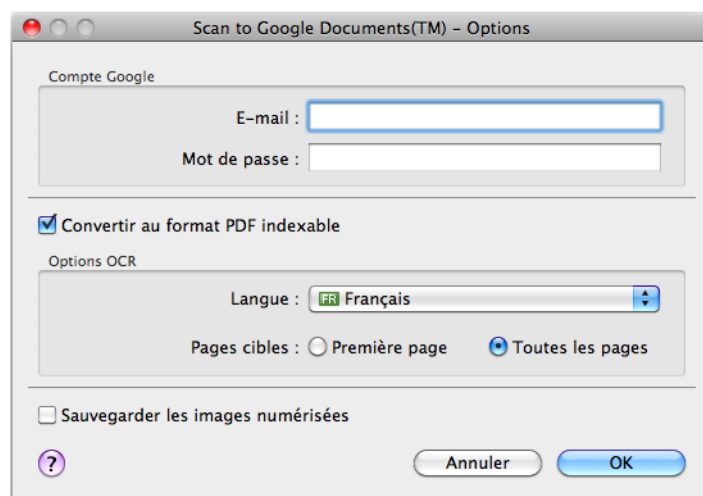 Scan to Google Documents(TM) – Options
Compte Google
E-mail :
Mot de passe :
Convertir au format PDF indexable
Options OCR
Langue : FR Français
Pages cibles : Première page Toutes les pages
Sauvegarder les images numérisées
? Annuler OK